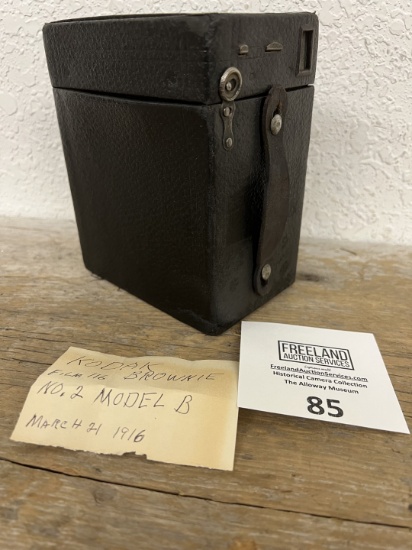 KODAK
FILM 116 BROWNIE
NO. 2 MODEL B
MARCH 21 1916
FREELAND
AUCTION SERVICES
FreelandAuctionServices.com
Historical Camera Collection
The Alloway Museum
85